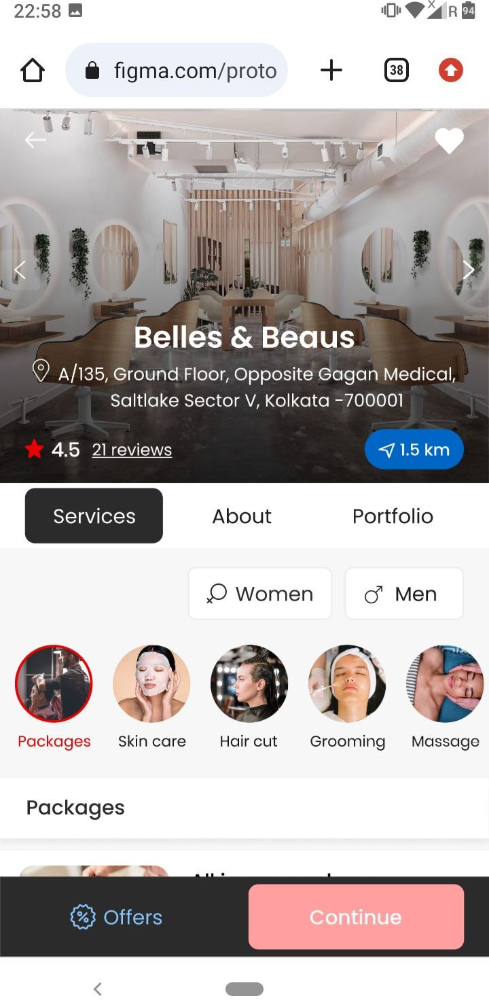 22:58
R
94
figma.com/proto
38
Belles & Beaus
A/135, Ground Floor, Opposite Gagan Medical,
Saltlake Sector V, Kolkata -700001
4.5 21 reviews
1.5 km
Services About Portfolio
Women Men
Packages Skin care Hair cut Grooming Massage
Packages
Offers Continue